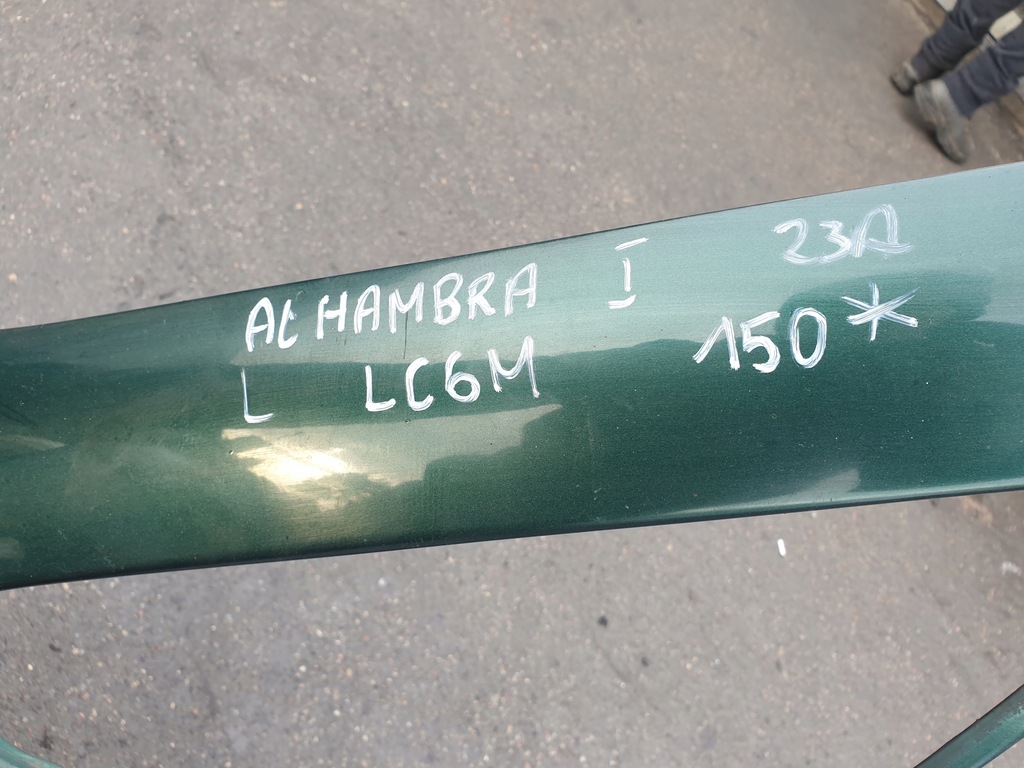 ALHAMBRA I 23A
L LC6M 150*